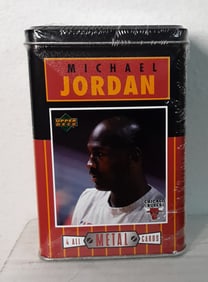 MICHAEL
JORDAN
UPPER
DECK
CHICAGO
BULLS
4 ALL METAL CARDS